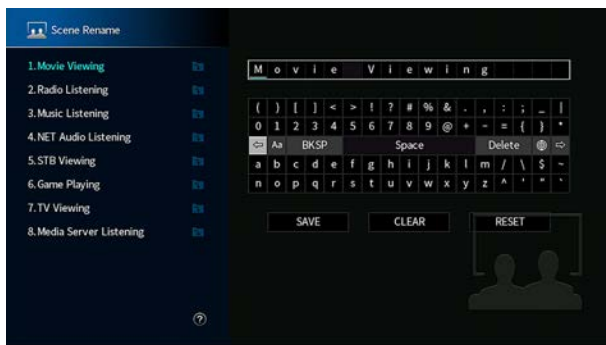 Scene Rename
1.Movie Viewing
2.Radio Listening
3.Music Listening
4.NET Audio Listening
5.STB Viewing
6.Game Playing
7.TV Viewing
8.Media Server Listening
?
Movie Viewing
( ) [ ] < > ! ? # % & . , : ; _ |
0 1 2 3 4 5 6 7 8 9 @ + - = { } *
⇦ Aa BKSP Space Delete ⇨
a b c d e f g h i j k l m / \ $ ~
n o p q r s t u v w x y z ^ ' " `
SAVE CLEAR RESET